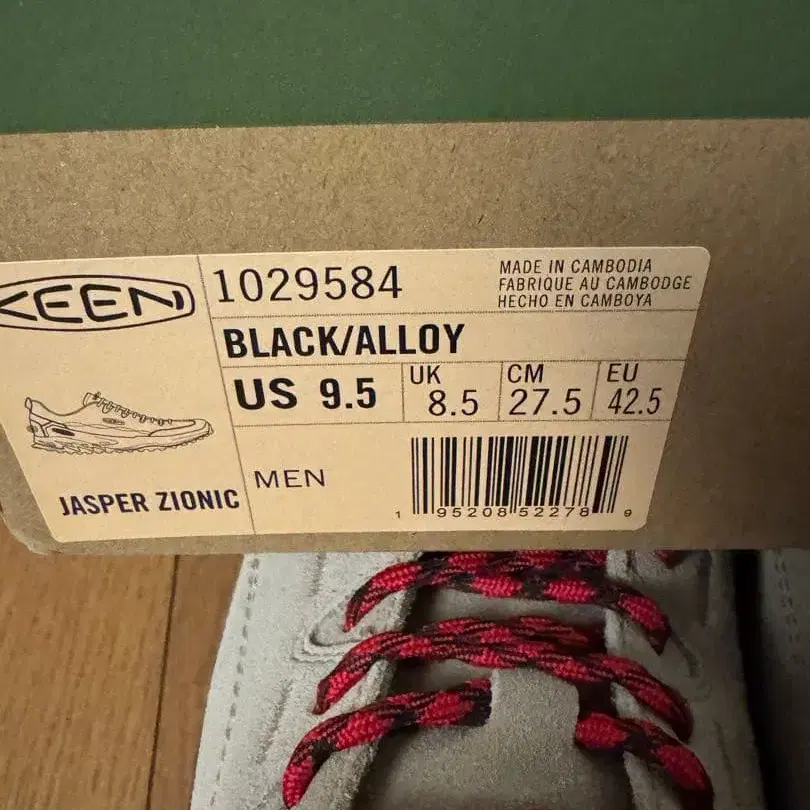 KEEN
1029584
MADE IN CAMBODIA
FABRIQUE AU CAMBODGE
HECHO EN CAMBOYA
BLACK/ALLOY
US 9.5
UK 8.5
CM 27.5
EU 42.5
KEEN
JASPER ZIONIC
MEN
1 95208 52278 9